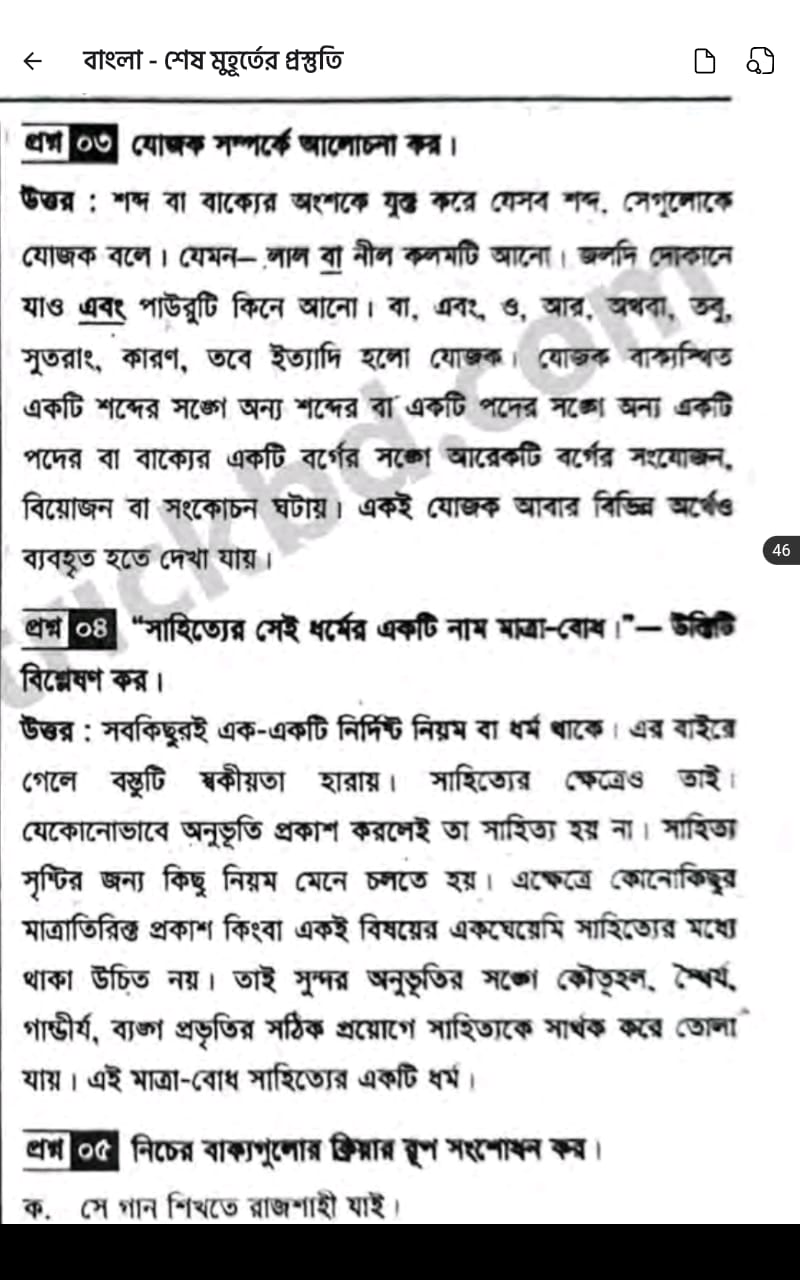 বাংলা - শেষ মুহূর্তের প্রস্তুতি
প্রশ্ন ০৩ যোজক সম্পর্কে আলোচনা কর।
উত্তর : শব্দ বা বাক্যের অংশকে যুক্ত করে যেসব শব্দ, সেগুলোকে
যোজক বলে। যেমন– লাল বা নীল কলমটি আনো। জলদি দোকানে
যাও এবং পাউরুটি কিনে আনো। বা, এবং, ও, আর, অথবা, তবু,
সুতরাং, কারণ, তবে ইত্যাদি হলো যোজক। যোজক বাক্যস্থিত
একটি শব্দের সঙ্গে অন্য শব্দের বা একটি পদের সঙ্গে অন্য একটি
পদের বা বাক্যের একটি বর্গের সঙ্গে আরেকটি বর্গের সংযোজন,
বিয়োজন বা সংকোচন ঘটায়। একই যোজক আবার বিভিন্ন অর্থেও
ব্যবহৃত হতে দেখা যায়।
46
প্রশ্ন ০৪ “সাহিত্যের সেই ধর্মের একটি নাম মাত্রা-বোধ।”— উক্তিটি
বিশ্লেষণ কর।
উত্তর : সবকিছুরই এক-একটি নির্দিষ্ট নিয়ম বা ধর্ম থাকে। এর বাইরে
গেলে বস্তুটি স্বকীয়তা হারায়। সাহিত্যের ক্ষেত্রেও তাই।
যেকোনোভাবে অনুভূতি প্রকাশ করলেই তা সাহিত্য হয় না। সাহিত্য
সৃষ্টির জন্য কিছু নিয়ম মেনে চলতে হয়। এক্ষেত্রে কোনোকিছুর
মাত্রাতিরিক্ত প্রকাশ কিংবা একই বিষয়ের একঘেয়েমি সাহিত্যের মধ্যে
থাকা উচিত নয়। তাই সুন্দর অনুভূতির সঙ্গে কৌতূহল, স্থৈর্য,
গাম্ভীর্য, ব্যঙ্গ প্রভৃতির সঠিক প্রয়োগে সাহিত্যকে সার্থক করে তোলা
যায়। এই মাত্রা-বোধ সাহিত্যের একটি ধর্ম।
প্রশ্ন ০৫ নিচের বাক্যগুলোর ক্রিয়ার রূপ সংশোধন কর।
ক. সে গান শিখতে রাজশাহী যাই।